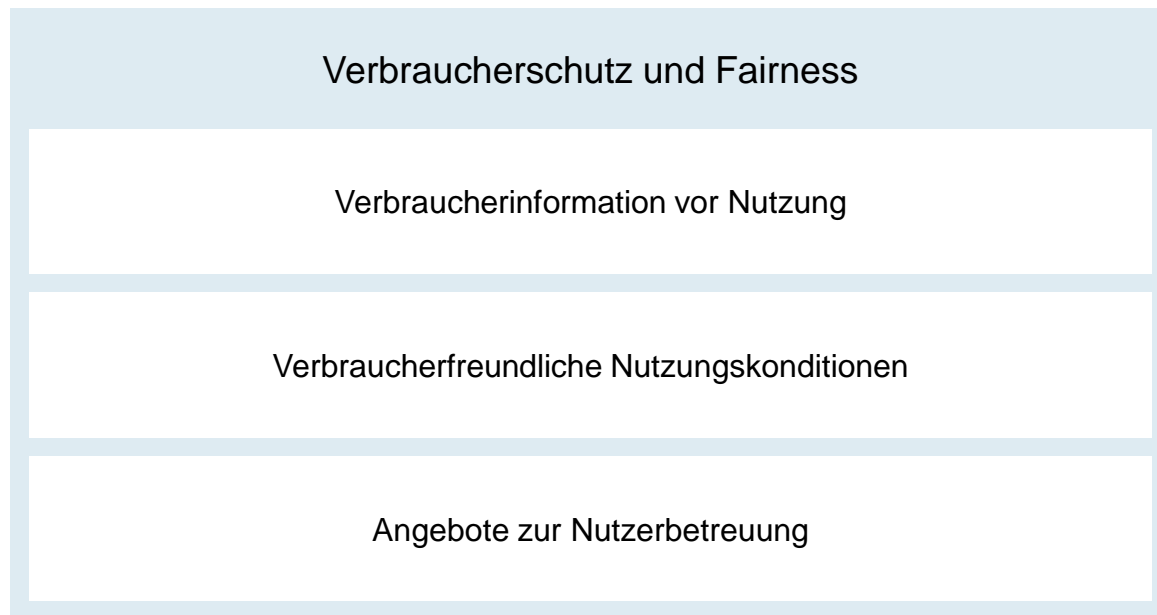 Verbraucherschutz und Fairness
Verbraucherinformation vor Nutzung
Verbraucherfreundliche Nutzungskonditionen
Angebote zur Nutzerbetreuung